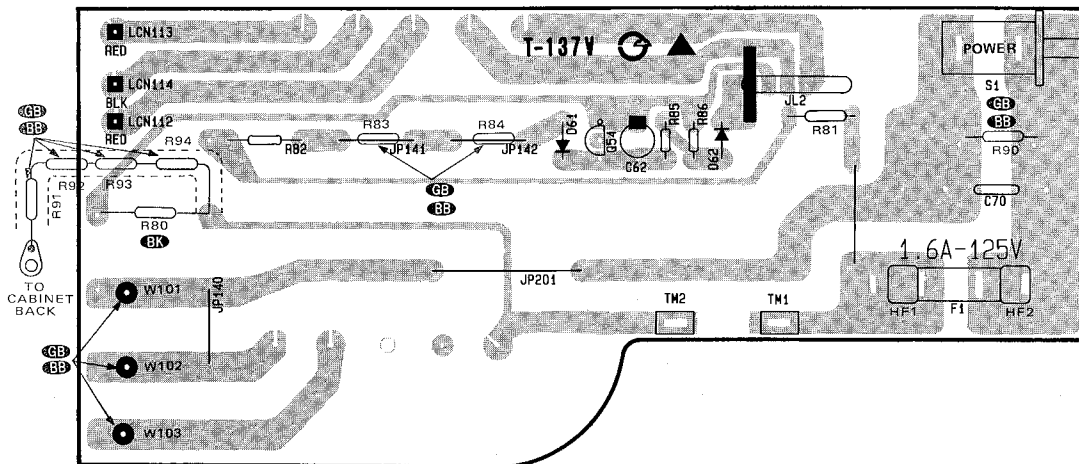 LCN113
RED
LCN114
BLK
LCN112
RED
T-137V
POWER
S1
GB
BB
R90
C70
JL2
R81
R85
R86
D61
Q54
C62
D62
R82
R83
JP141
R84
JP142
GB
BB
GB
BB
R94
R92
R93
R91
R80
BK
TO
CABINET
BACK
W101
JP140
JP201
1.6A-125V
HF1
F1
HF2
TM2
TM1
GB
BB
W102
W103